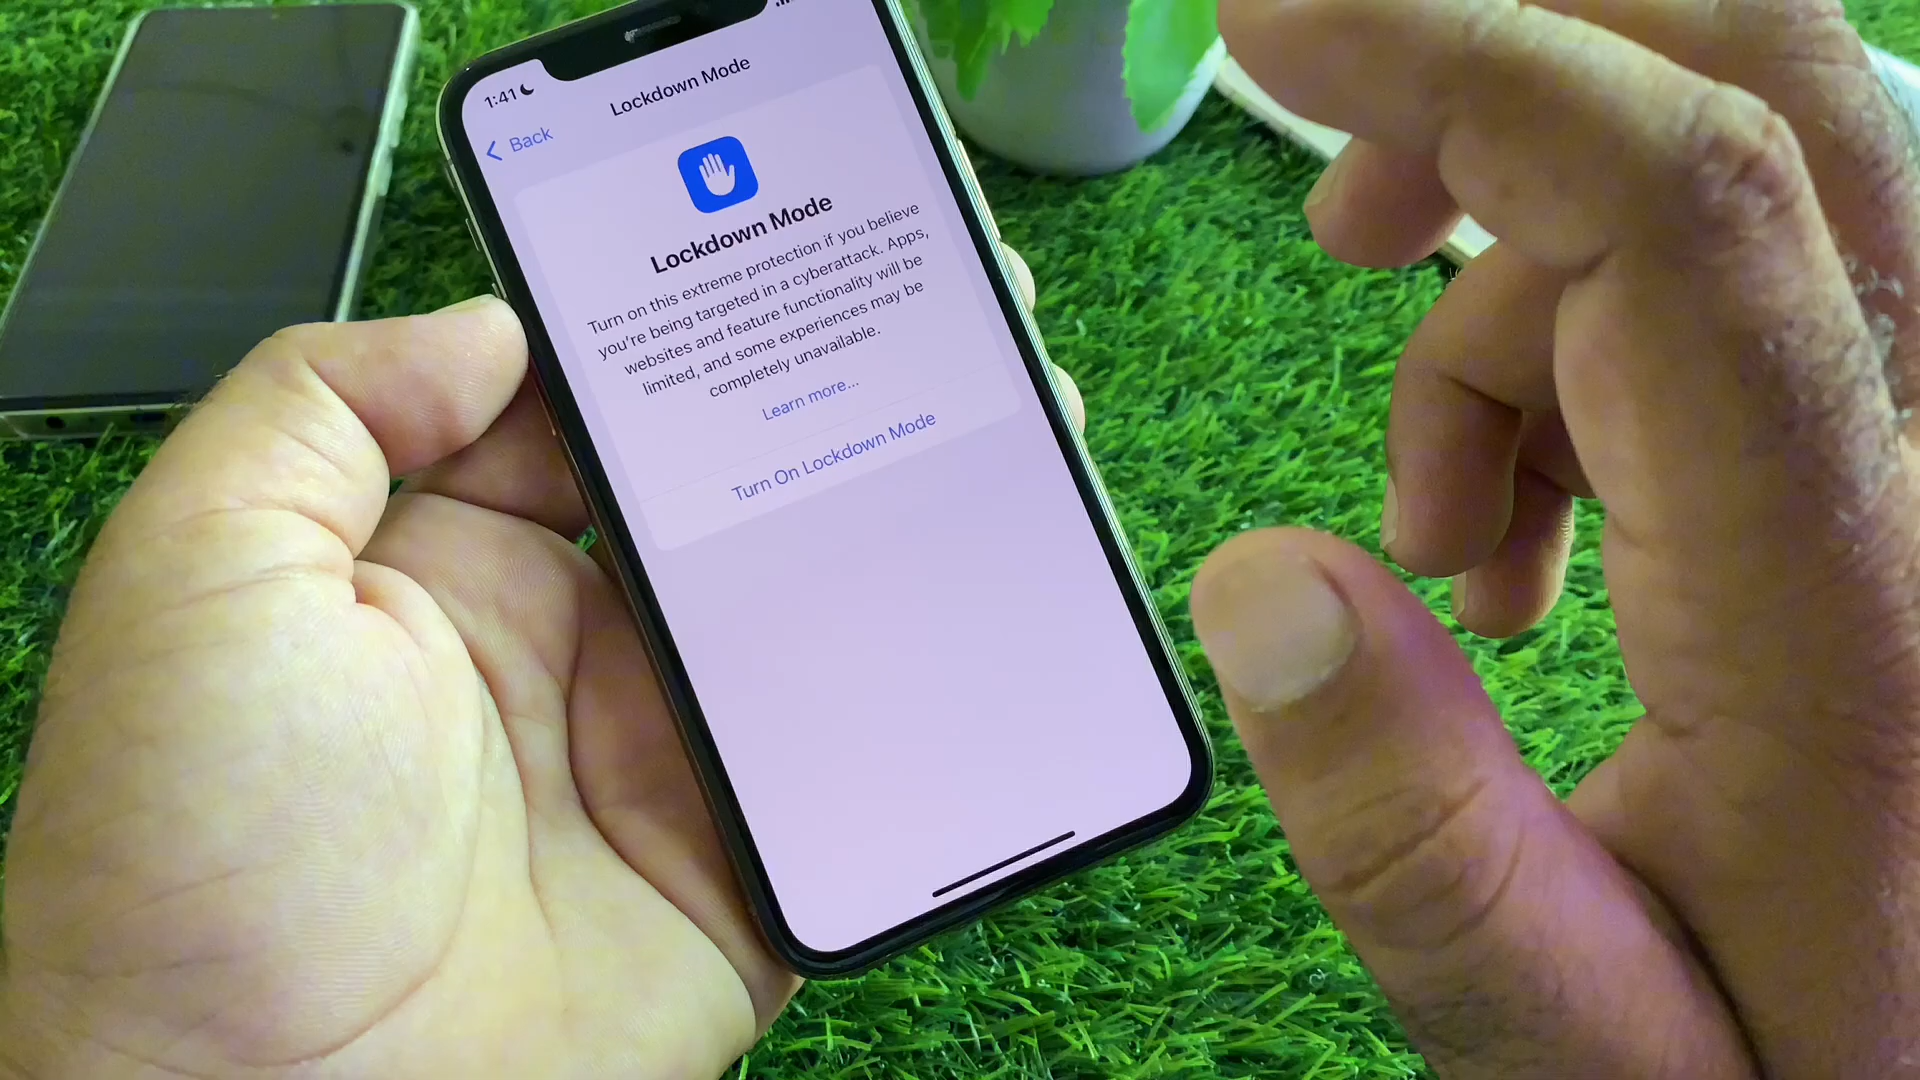 1:41
Lockdown Mode
Back
Lockdown Mode
Turn on this extreme protection if you believe
you're being targeted in a cyberattack. Apps,
websites and feature functionality will be
limited, and some experiences may be
completely unavailable.
Learn more...
Turn On Lockdown Mode